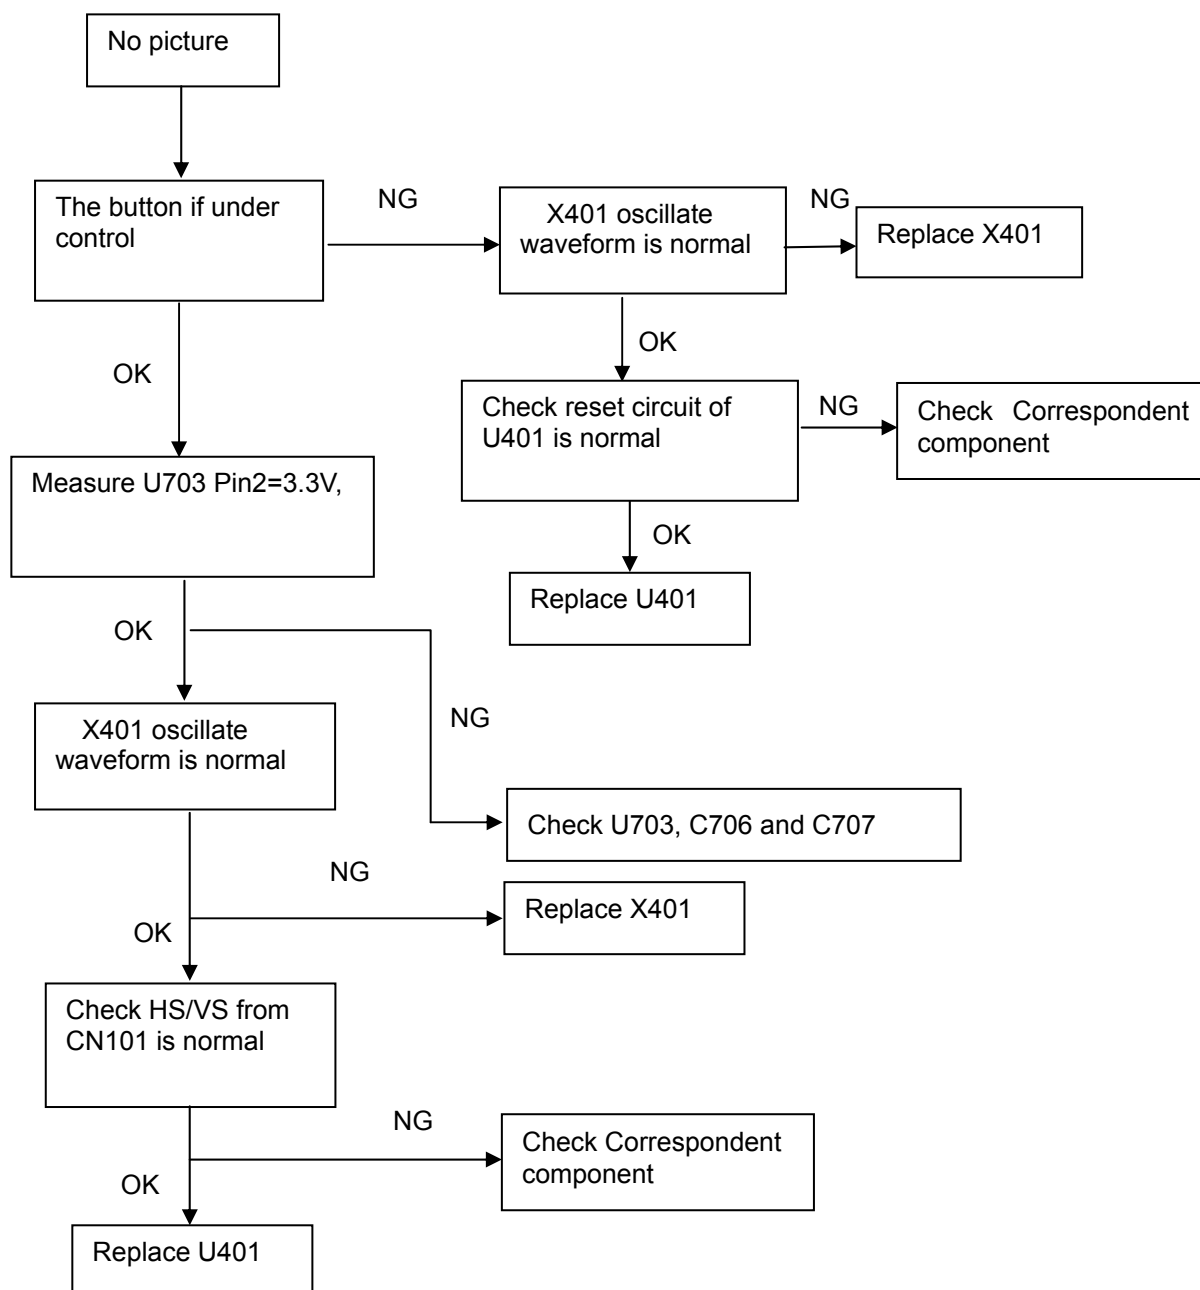 No picture
The button if under
control
NG
X401 oscillate
waveform is normal
NG
Replace X401
OK
OK
Check reset circuit of
U401 is normal
NG
Check Correspondent
component
Measure U703 Pin2=3.3V,
OK
Replace U401
OK
X401 oscillate
waveform is normal
NG
Check U703, C706 and C707
NG
Replace X401
OK
Check HS/VS from
CN101 is normal
NG
Check Correspondent
component
OK
Replace U401